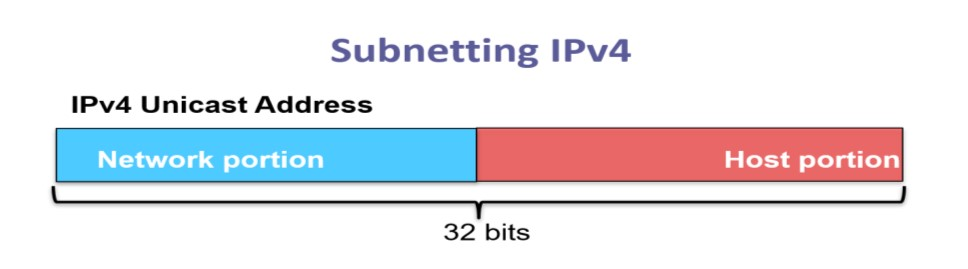 Subnetting IPv4
IPv4 Unicast Address
Network portion
Host portion
32 bits